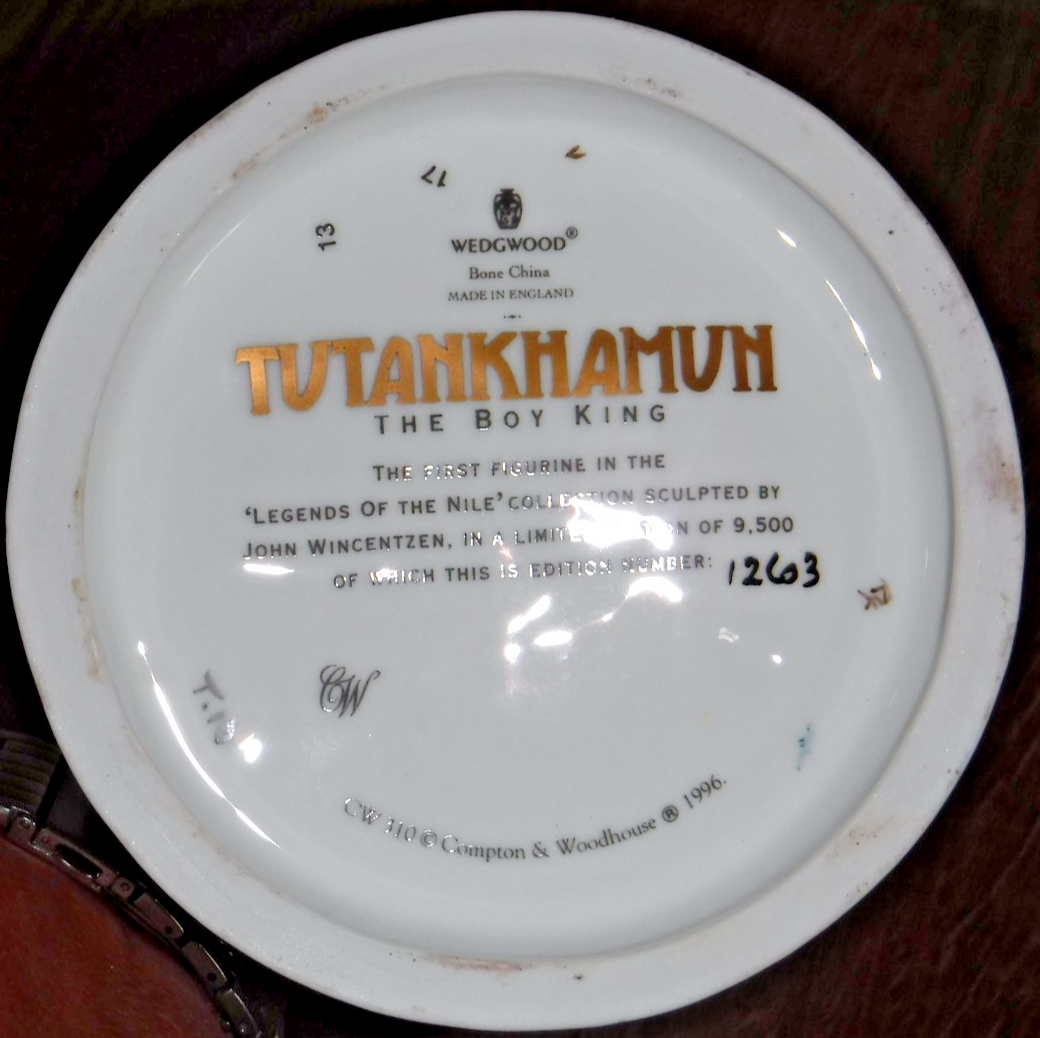 13
17
WEDGWOOD®
Bone China
MADE IN ENGLAND
TUTANKHAMUN
THE BOY KING
THE FIRST FIGURINE IN THE
'LEGENDS OF THE NILE' COLLECTION SCULPTED BY
JOHN WINCENTZEN, IN A LIMITED EDITION OF 9,500
OF WHICH THIS IS EDITION NUMBER: 12603
CW
CW 310 © Compton & Woodhouse ® 1996.